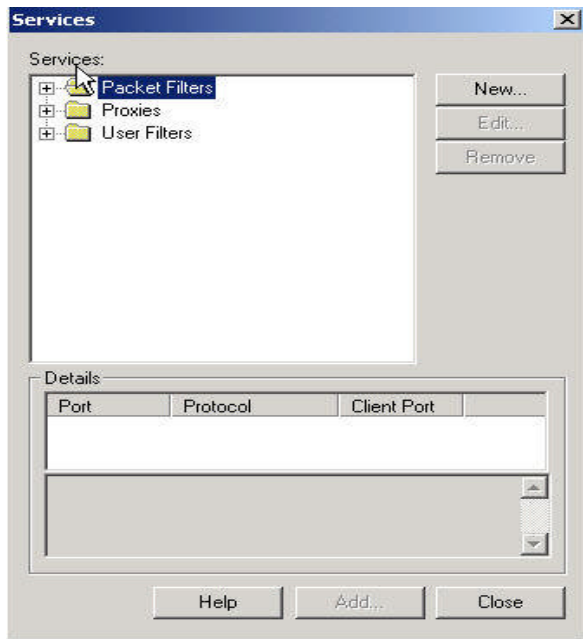 Services
Services:
Packet Filters
Proxies
User Filters
New...
Edit...
Remove
Details
Port Protocol Client Port
Help Add... Close